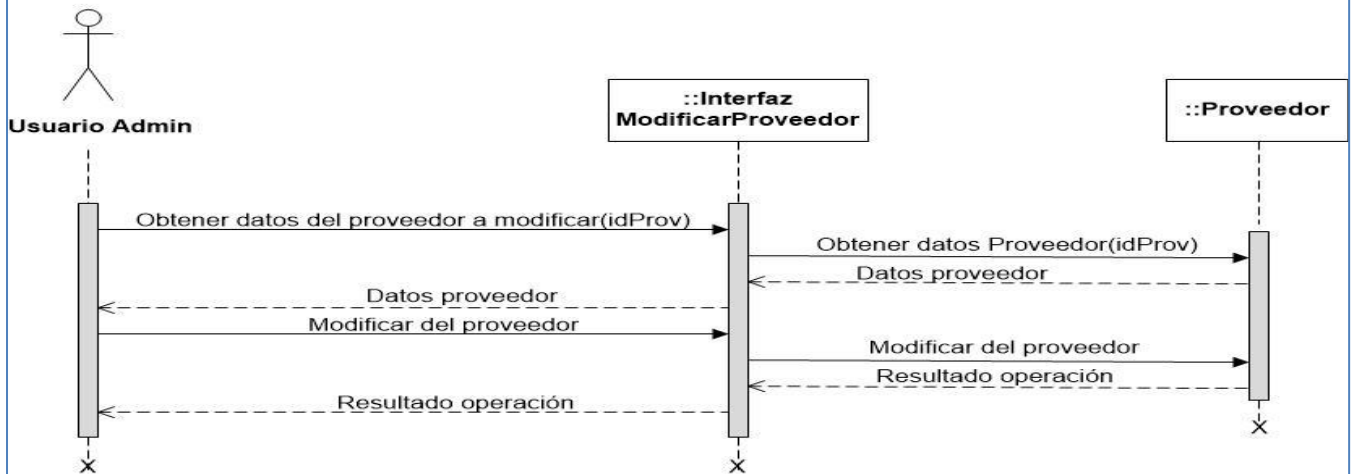 ::Interfaz
ModificarProveedor
::Proveedor
Usuario Admin
Obtener datos del proveedor a modificar(idProv)
Obtener datos Proveedor(idProv)
Datos proveedor
Datos proveedor
Modificar del proveedor
Modificar del proveedor
Resultado operación
Resultado operación
X
X
X